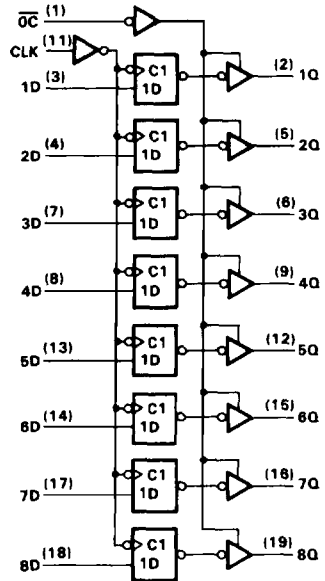 O̅C̅ (1)
CLK (11)
C1 (2)
1D (3) 1D 1Q
C1 (5)
2D (4) 1D 2Q
C1 (6)
3D (7) 1D 3Q
C1 (9)
4D (8) 1D 4Q
C1 (12)
5D (13) 1D 5Q
C1 (15)
6D (14) 1D 6Q
C1 (16)
7D (17) 1D 7Q
C1 (19)
8D (18) 1D 8Q